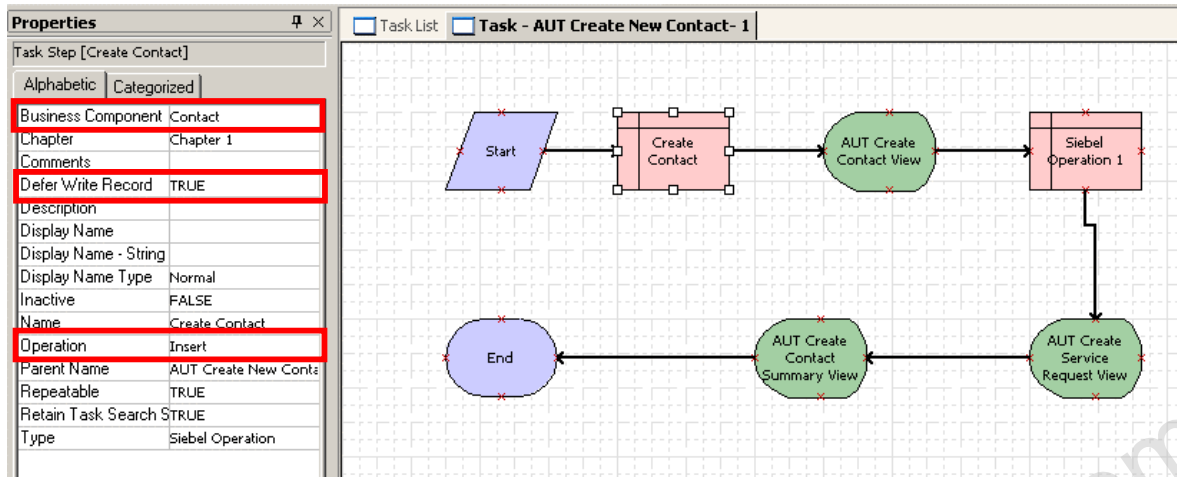 Properties
Task Step [Create Contact]
Alphabetic Categorized
Business Component Contact
Chapter Chapter 1
Comments
Defer Write Record TRUE
Description
Display Name
Display Name - String
Display Name Type Normal
Inactive FALSE
Name Create Contact
Operation Insert
Parent Name AUT Create New Conta
Repeatable TRUE
Retain Task Search S TRUE
Type Siebel Operation
Task List Task - AUT Create New Contact- 1
Start
Create
Contact
AUT Create
Contact View
Siebel
Operation 1
End
AUT Create
Contact
Summary View
AUT Create
Service
Request View